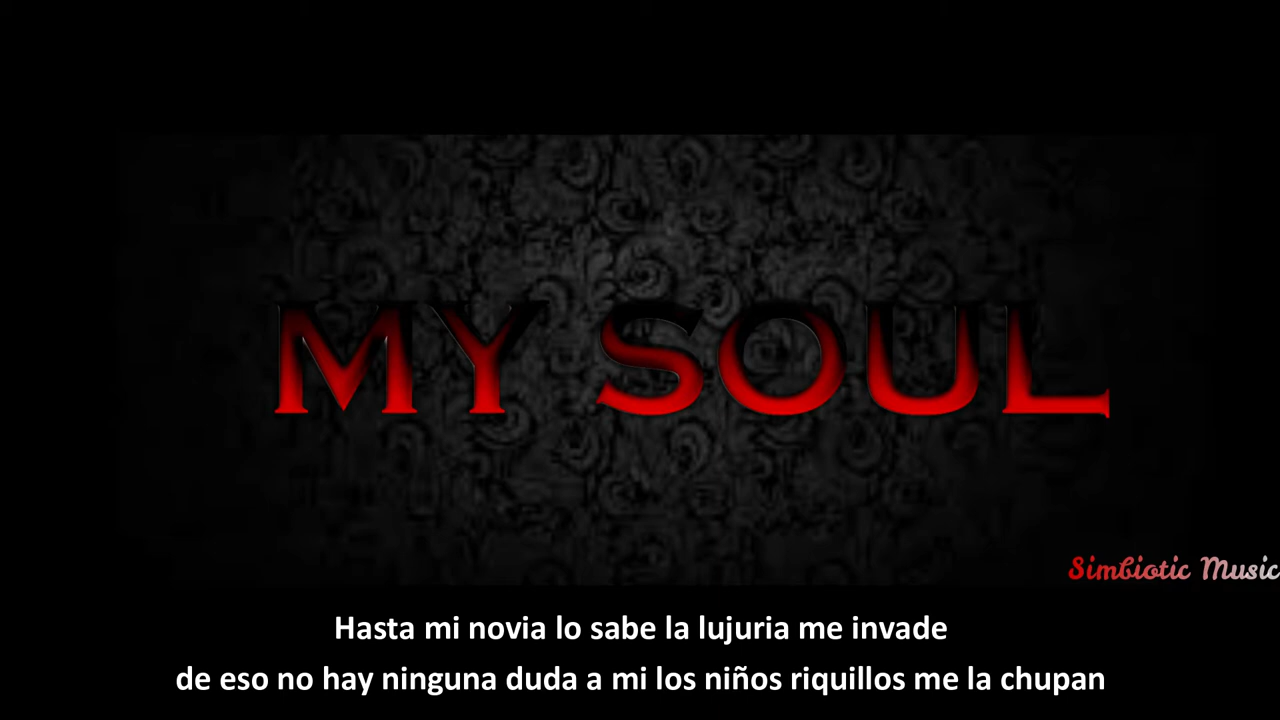 MY SOUL
Simbiotic Music
Hasta mi novia lo sabe la lujuria me invade
de eso no hay ninguna duda a mi los niños riquillos me la chupan